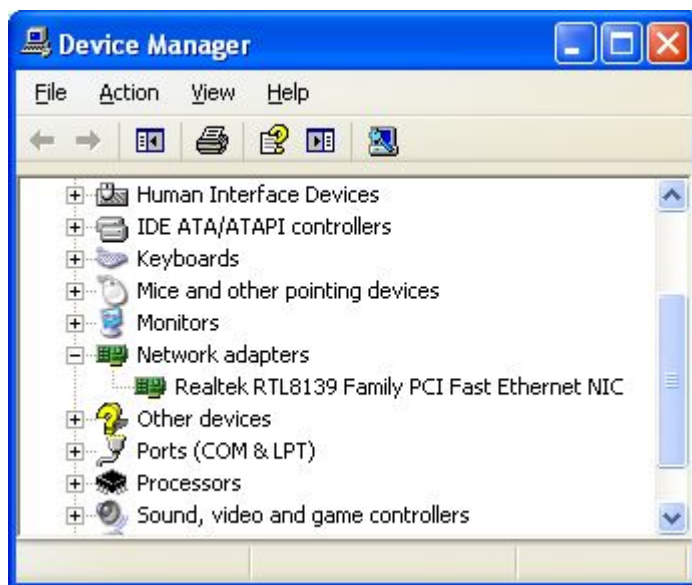 Device Manager
File Action View Help
Human Interface Devices
IDE ATA/ATAPI controllers
Keyboards
Mice and other pointing devices
Monitors
Network adapters
Realtek RTL8139 Family PCI Fast Ethernet NIC
Other devices
Ports (COM & LPT)
Processors
Sound, video and game controllers